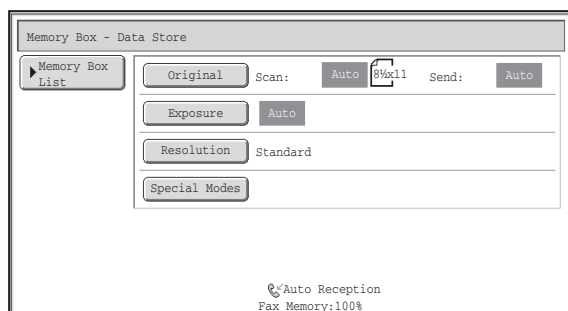 Memory Box - Data Store
Memory Box
List
Original Scan: Auto 8½x11 Send: Auto
Exposure Auto
Resolution Standard
Special Modes
Auto Reception
Fax Memory:100%